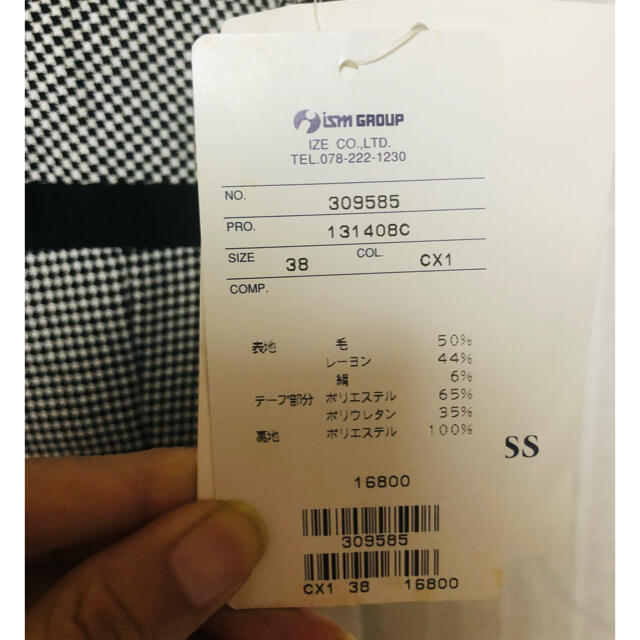 ism GROUP
IZE CO.,LTD.
TEL.078-222-1230
NO. 309585
PRO. 131408C
SIZE 38 COL. CX1
COMP.
表地 毛 50%
レーヨン 44%
絹 6%
テープ部分 ポリエステル 65%
ポリウレタン 35%
裏地 ポリエステル 100%
SS
16800
309585
CX1 38 16800